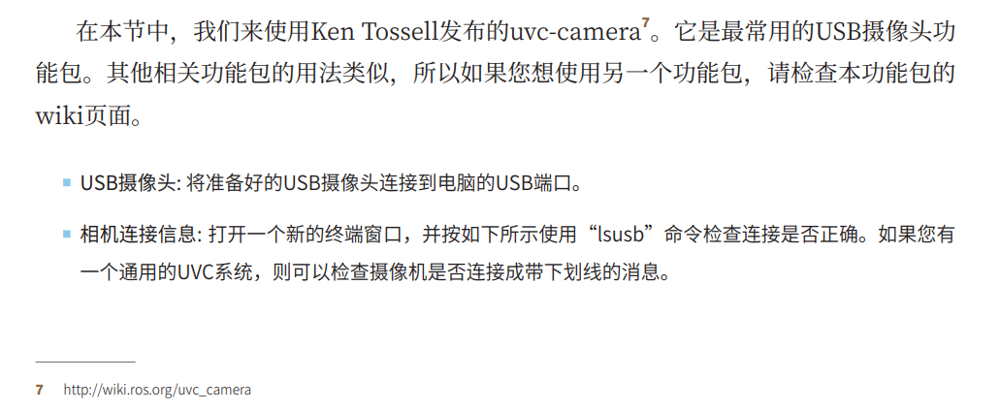 在本节中，我们来使用Ken Tossell发布的uvc-camera7。它是最常用的USB摄像头功
能包。其他相关功能包的用法类似，所以如果您想使用另一个功能包，请检查本功能包的
wiki页面。
■ USB摄像头: 将准备好的USB摄像头连接到电脑的USB端口。
■ 相机连接信息: 打开一个新的终端窗口，并按如下所示使用“lsusb”命令检查连接是否正确。如果您有
一个通用的UVC系统，则可以检查摄像机是否连接成带下划线的消息。
7 http://wiki.ros.org/uvc_camera